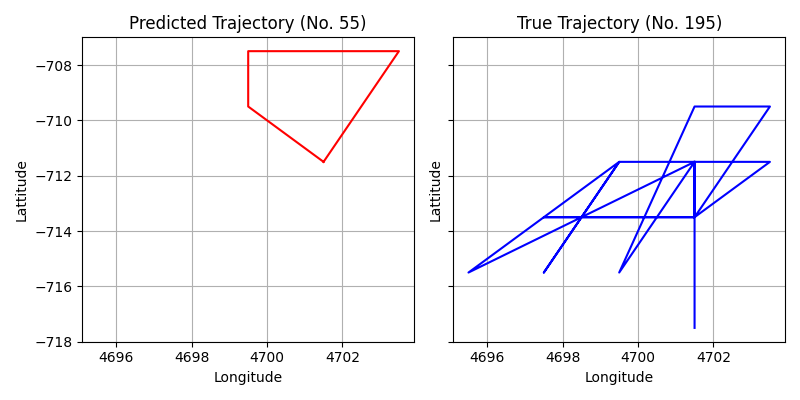 Predicted Trajectory (No. 55)
True Trajectory (No. 195)
Lattitude
−708
−710
−712
−714
−716
−718
4696 4698 4700 4702
Longitude
Lattitude
4696 4698 4700 4702
Longitude